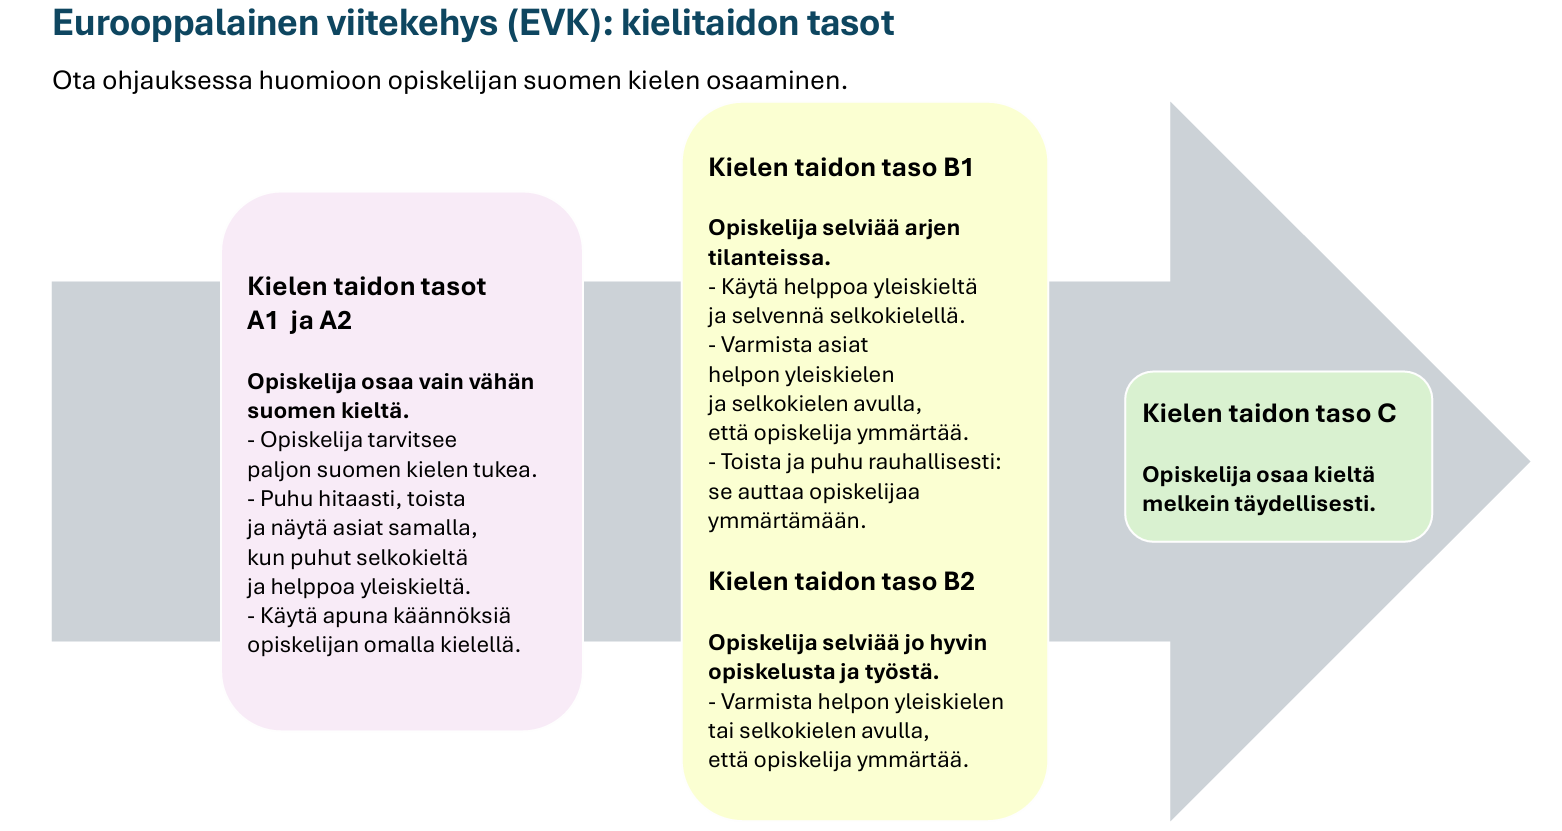 Eurooppalainen viitekehys (EVK): kielitaidon tasot
Ota ohjauksessa huomioon opiskelijan suomen kielen osaaminen.
Kielen taidon tasot
A1  ja A2
Opiskelija osaa vain vähän
suomen kieltä.
- Opiskelija tarvitsee
paljon suomen kielen tukea.
- Puhu hitaasti, toista
ja näytä asiat samalla,
kun puhut selkokieltä
ja helppoa yleiskieltä.
- Käytä apuna käännöksiä
opiskelijan omalla kielellä.
Kielen taidon taso B1
Opiskelija selviää arjen
tilanteissa.
- Käytä helppoa yleiskieltä
ja selvennä selkokielellä.
- Varmista asiat
helpon yleiskielen
ja selkokielen avulla,
että opiskelija ymmärtää.
- Toista ja puhu rauhallisesti:
se auttaa opiskelijaa
ymmärtämään.
Kielen taidon taso B2
Opiskelija selviää jo hyvin
opiskelusta ja työstä.
- Varmista helpon yleiskielen
tai selkokielen avulla,
että opiskelija ymmärtää.
Kielen taidon taso C
Opiskelija osaa kieltä
melkein täydellisesti.